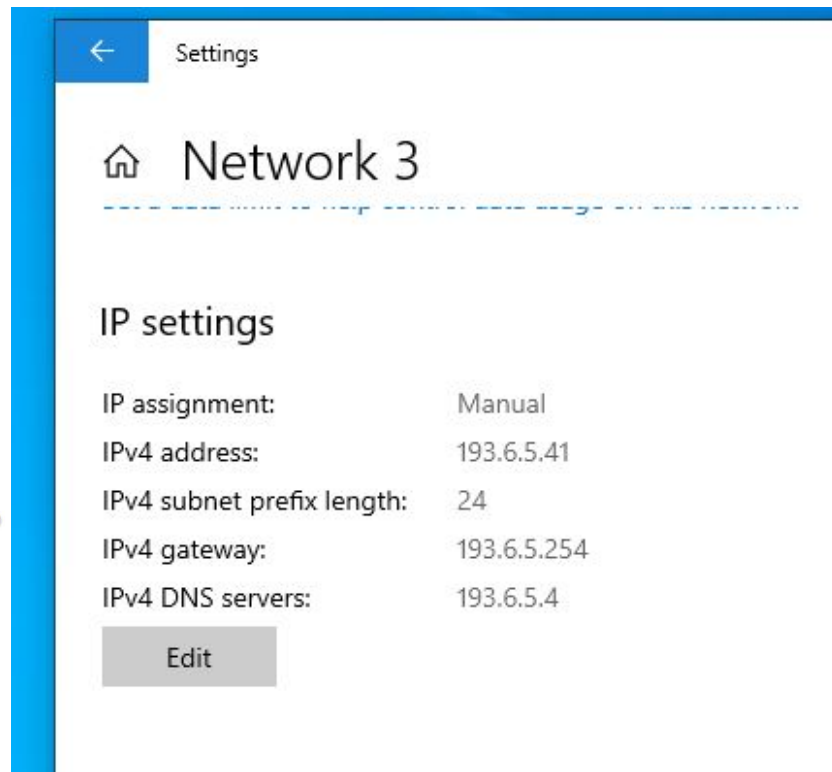 Settings
Network 3
IP settings
IP assignment: Manual
IPv4 address: 193.6.5.41
IPv4 subnet prefix length: 24
IPv4 gateway: 193.6.5.254
IPv4 DNS servers: 193.6.5.4
Edit